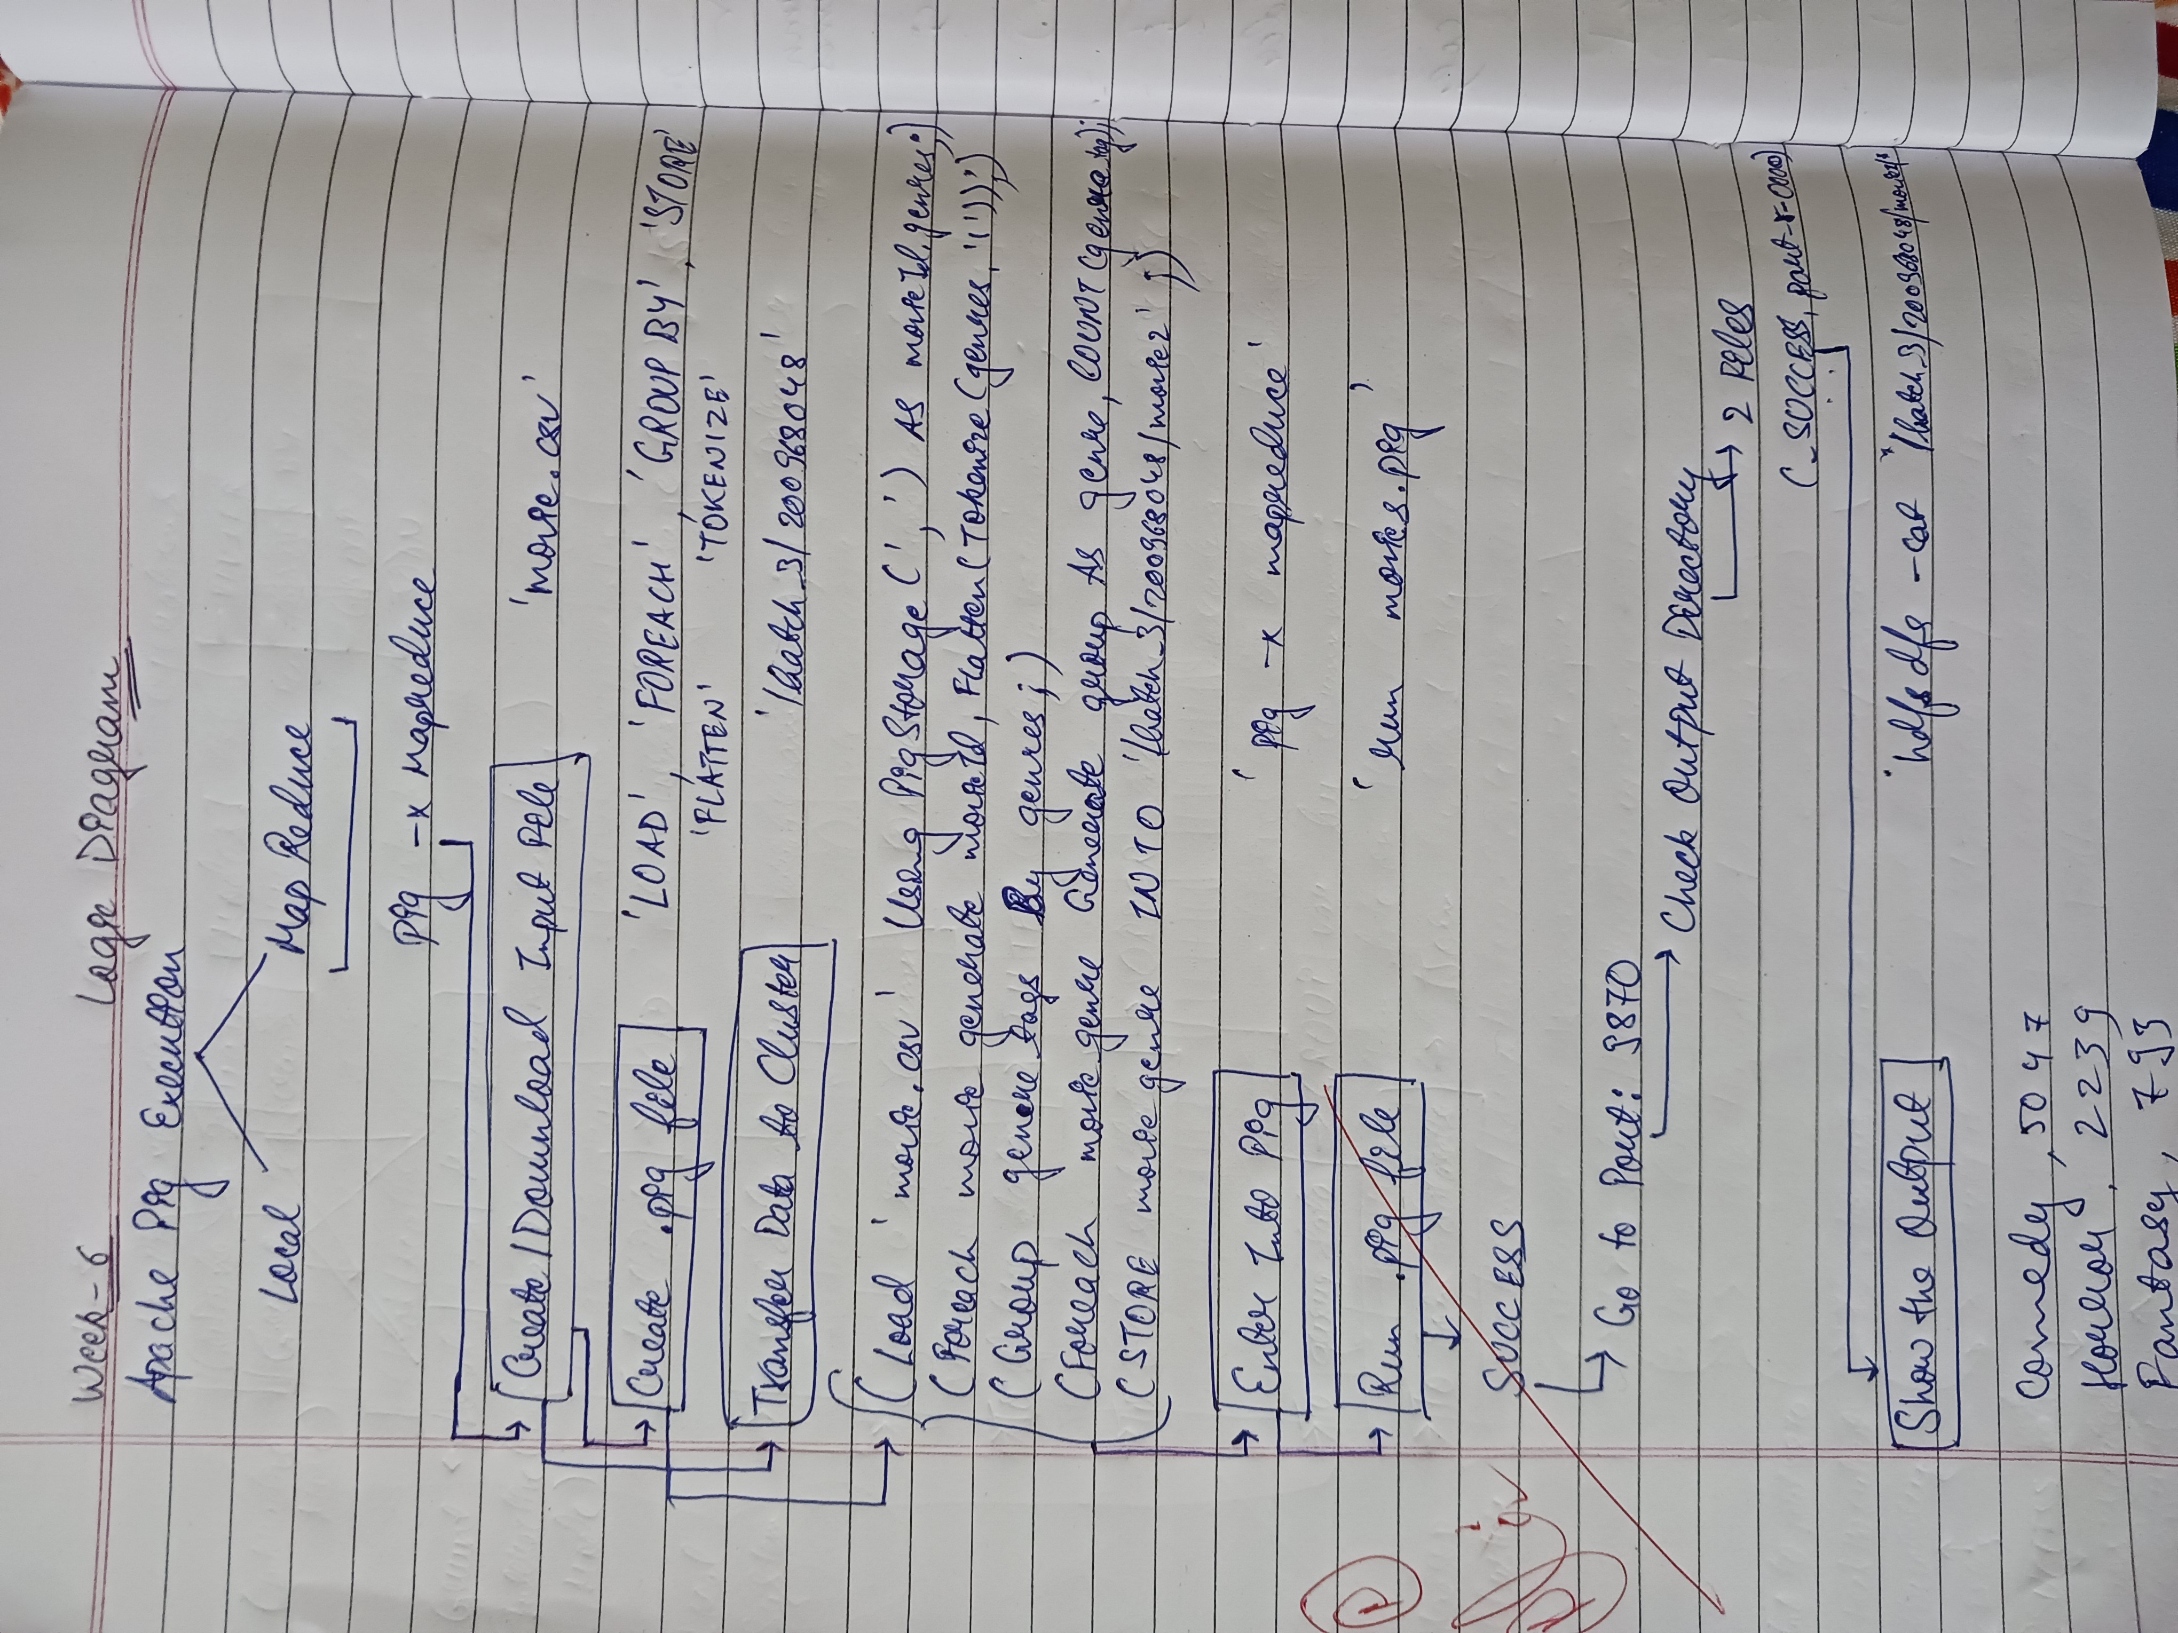 Week-6 Logic Diagram
Apache Pig Execution
Local Map Reduce
pig -x mapreduce
Create/Download Input File 'movie.csv'
Create .pig file 'LOAD', 'FOREACH', 'GROUP BY', 'STORE'
'FLATTEN' 'TOKENIZE'
Transfer Data to Cluster '/batch_3/200968048'
(Load 'movie.csv' Using PigStorage(',') AS movieId,genres;)
(Foreach movie generate movieId, Flatten(Tokenize(genres, '|'));)
(Group genre tags By genres;)
(Foreach movie genre Generate group As genre, COUNT(genre_tag);
(STORE movie genre INTO '/batch_3/200968048/movie2' ;)
Enter Into Pig 'pig -x mapreduce'
Run .pig file 'run movies.pig'
SUCCESS
Go to Port: 9870
Check Output Directory
2 Files
(_SUCCESS, part-r-0000)
Show the Output 'hdfs dfs -cat "/batch_3/200968048/movie2/*
Comedy, 5047
Horror, 2239
Fantasy, 793